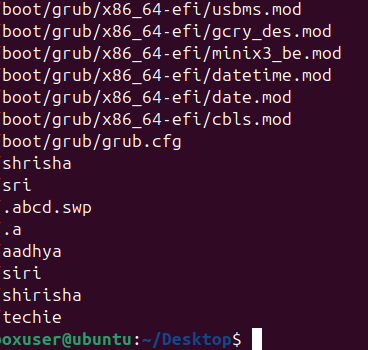 /boot/grub/x86_64-efi/usbms.mod
/boot/grub/x86_64-efi/gcry_des.mod
/boot/grub/x86_64-efi/minix3_be.mod
/boot/grub/x86_64-efi/datetime.mod
/boot/grub/x86_64-efi/date.mod
/boot/grub/x86_64-efi/cbls.mod
/boot/grub/grub.cfg
/shrisha
/sri
/.abcd.swp
/.a
/aadhya
/siri
/shirisha
/techie
boxuser@ubuntu:~/Desktop$